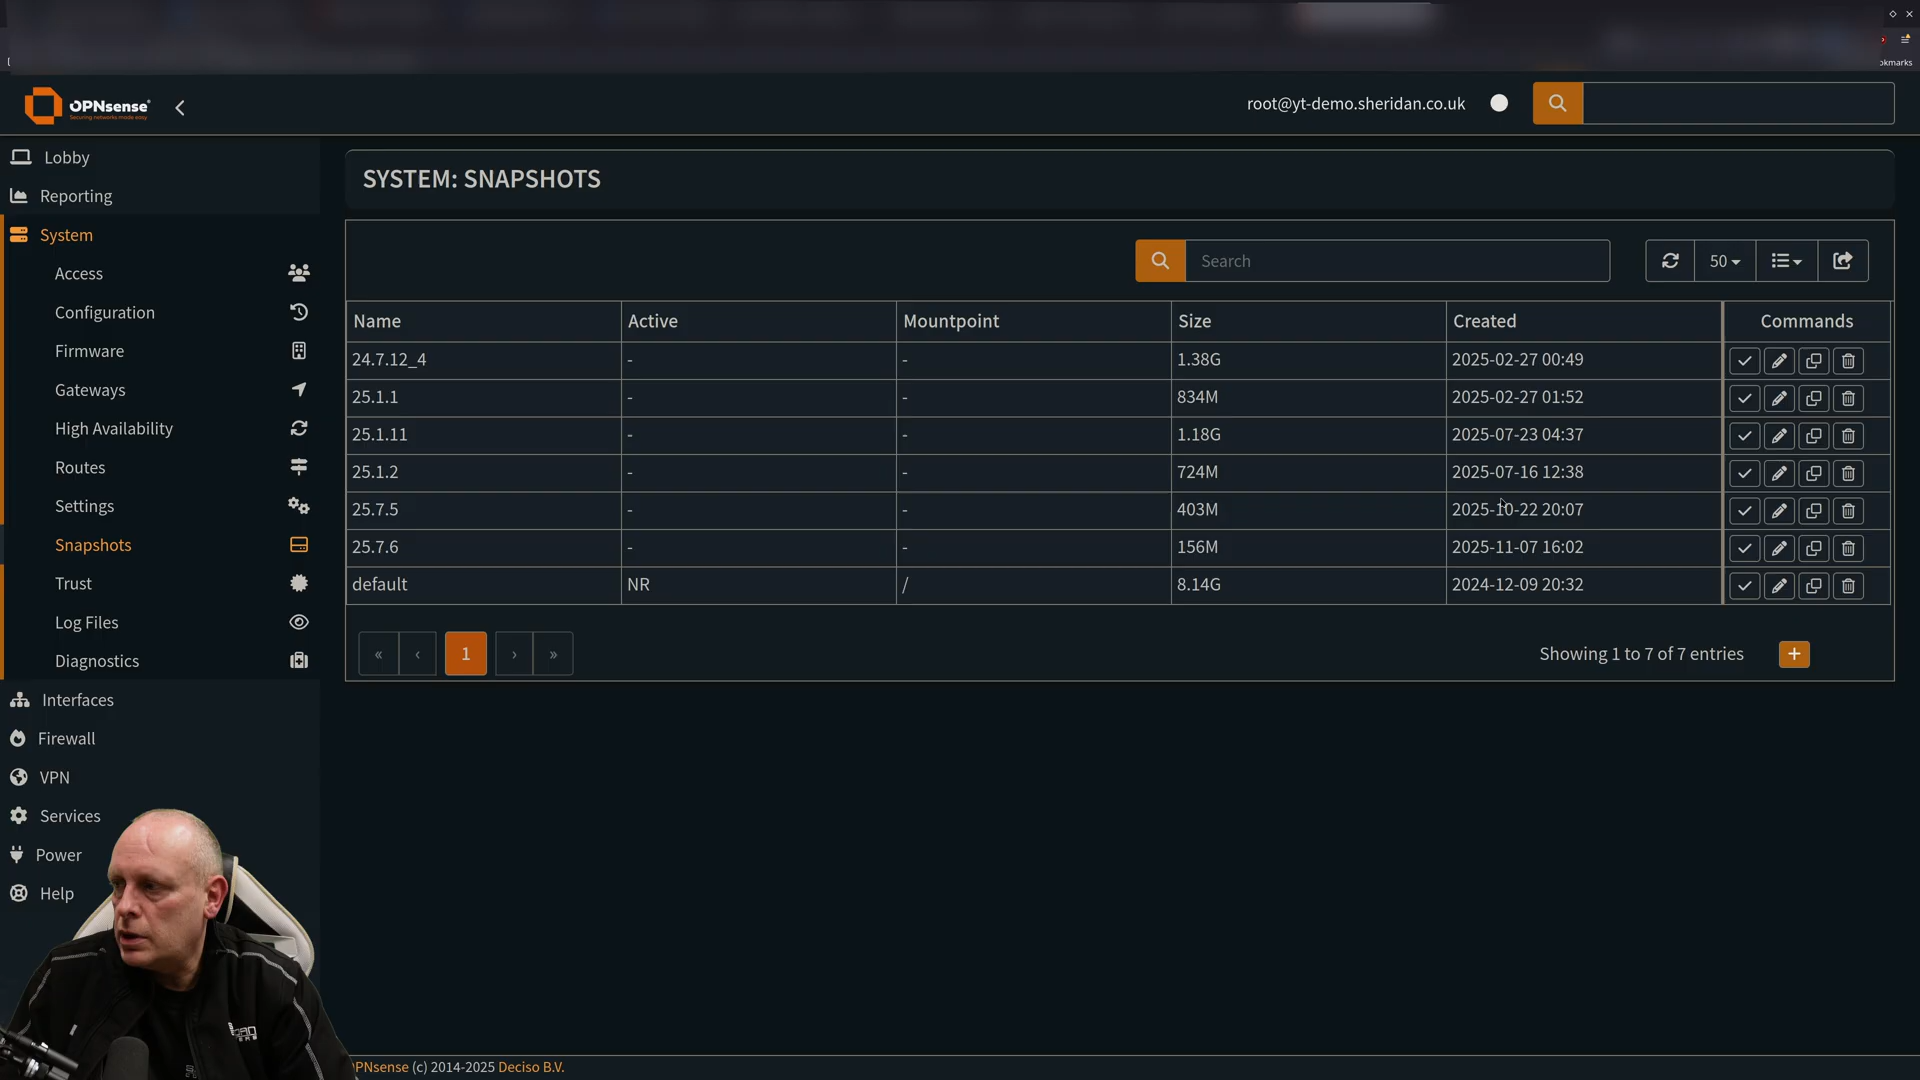 okmarks
OPNsense
Securing networks made easy
root@yt-demo.sheridan.co.uk
Lobby
Reporting
System
Access
Configuration
Firmware
Gateways
High Availability
Routes
Settings
Snapshots
Trust
Log Files
Diagnostics
Interfaces
Firewall
VPN
Services
Power
Help
SYSTEM: SNAPSHOTS
Search
50
Name Active Mountpoint Size Created Commands
24.7.12_4 - - 1.38G 2025-02-27 00:49
25.1.1 - - 834M 2025-02-27 01:52
25.1.11 - - 1.18G 2025-07-23 04:37
25.1.2 - - 724M 2025-07-16 12:38
25.7.5 - - 403M 2025-10-22 20:07
25.7.6 - - 156M 2025-11-07 16:02
default NR / 8.14G 2024-12-09 20:32
« ‹ 1 › »
Showing 1 to 7 of 7 entries
+
PNsense (c) 2014-2025 Deciso B.V.